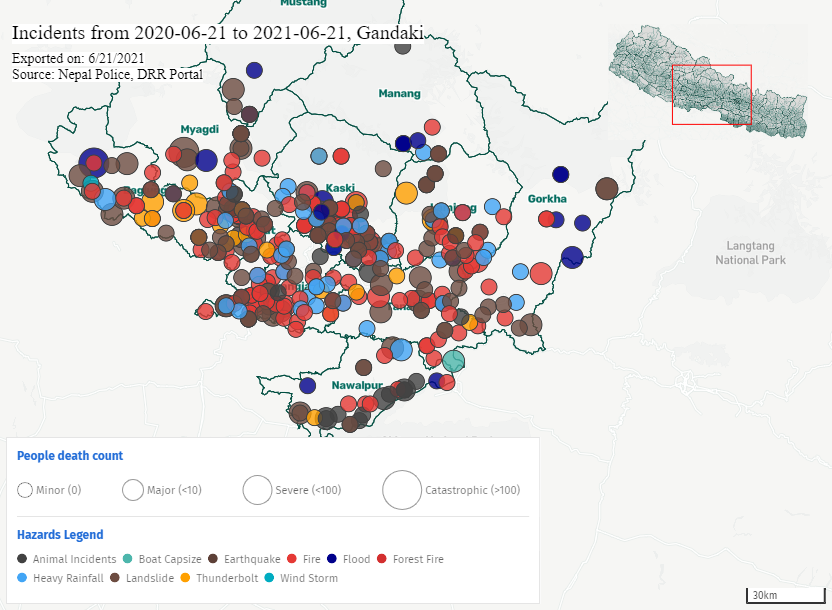 Mustang
Incidents from 2020-06-21 to 2021-06-21, Gandaki
Exported on: 6/21/2021
Source: Nepal Police, DRR Portal
Manang
Myagdi
Kaski
Gorkha
Langtang
National Park
Nawalpur
People death count
Minor (0)
Major (<10)
Severe (<100)
Catastrophic (>100)
Hazards Legend
Animal Incidents
Boat Capsize
Earthquake
Fire
Flood
Forest Fire
Heavy Rainfall
Landslide
Thunderbolt
Wind Storm
30km